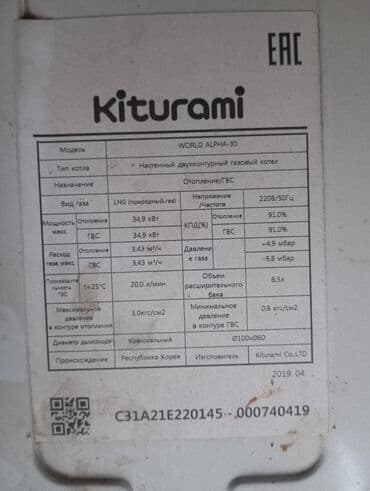 EAC
Kiturami
Модель WORLD ALPHA-30
Тип котла Настенный двухконтурный газовый котел
Назначение Отопление/ГВС
Вид газа LNG (природный газ) Напряжение/Частота 220В/50Гц
Мощность макс. Отопление 34,9 кВт КПД(%) Отопление 91.0%
ГВС 34,9 кВт ГВС 91.0%
Расход газа макс. Отопление 3,43 м³/ч Давление газа +4,9 мбар
ГВС 3,43 м³/ч -9,8 мбар
Производительность ГВС t=25°C 20,0 л/мин Объем расширительного бака 6.5л
Максимальное давление в контуре отопления 3,0кгс/см2 Минимальное давление в контуре ГВС 0,6 кгс/см2
Диаметр дымохода Коаксиальный Ø100xØ60
Происхождение Республика Корея Изготовитель Kiturami Co.,LTD
2019. 04.
C31A21E220145--000740419